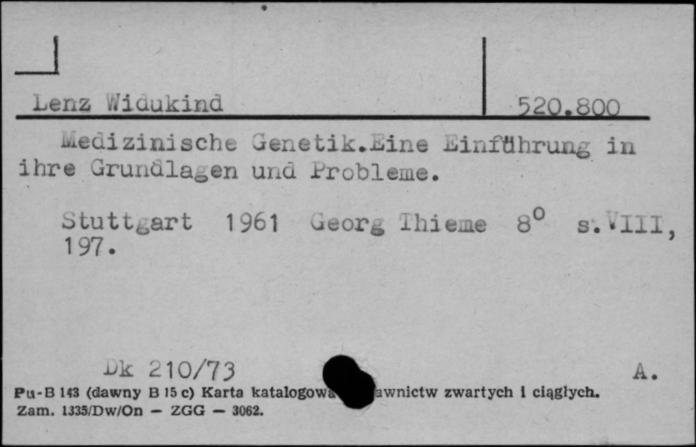 Lenz Widukind 520.800
Medizinische Genetik.Eine Einführung in
ihre Grundlagen und Probleme.
Stuttgart 1961 Georg Thieme 8° s.VIII,
197.
Dk 210/73 A.
Pu-B 143 (dawny B 15 c) Karta katalogowa awnictw zwartych i ciągłych.
Zam. 1335/Dw/On — ZGG — 3062.